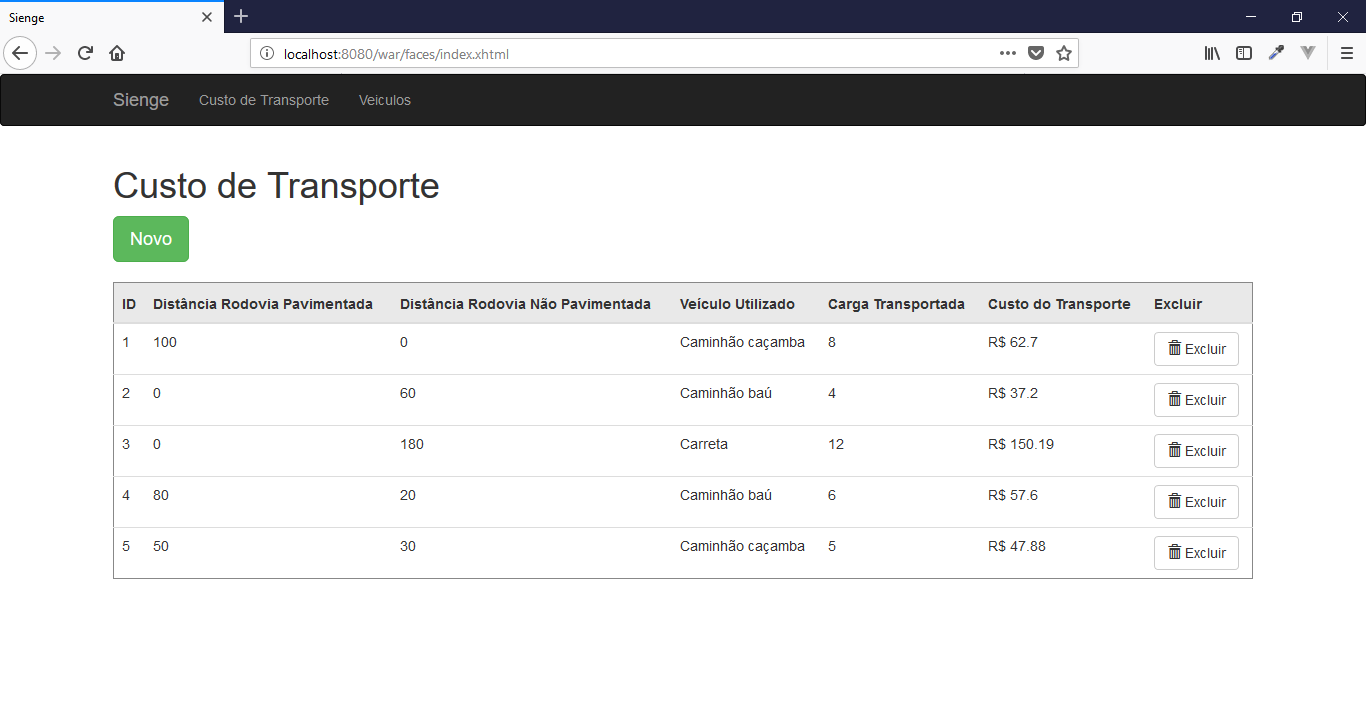 Sienge
localhost:8080/war/faces/index.xhtml
Sienge Custo de Transporte Veiculos
Custo de Transporte
Novo
ID Distância Rodovia Pavimentada Distância Rodovia Não Pavimentada Veículo Utilizado Carga Transportada Custo do Transporte Excluir
1 100 0 Caminhão caçamba 8 R$ 62.7 Excluir
2 0 60 Caminhão baú 4 R$ 37.2 Excluir
3 0 180 Carreta 12 R$ 150.19 Excluir
4 80 20 Caminhão baú 6 R$ 57.6 Excluir
5 50 30 Caminhão caçamba 5 R$ 47.88 Excluir